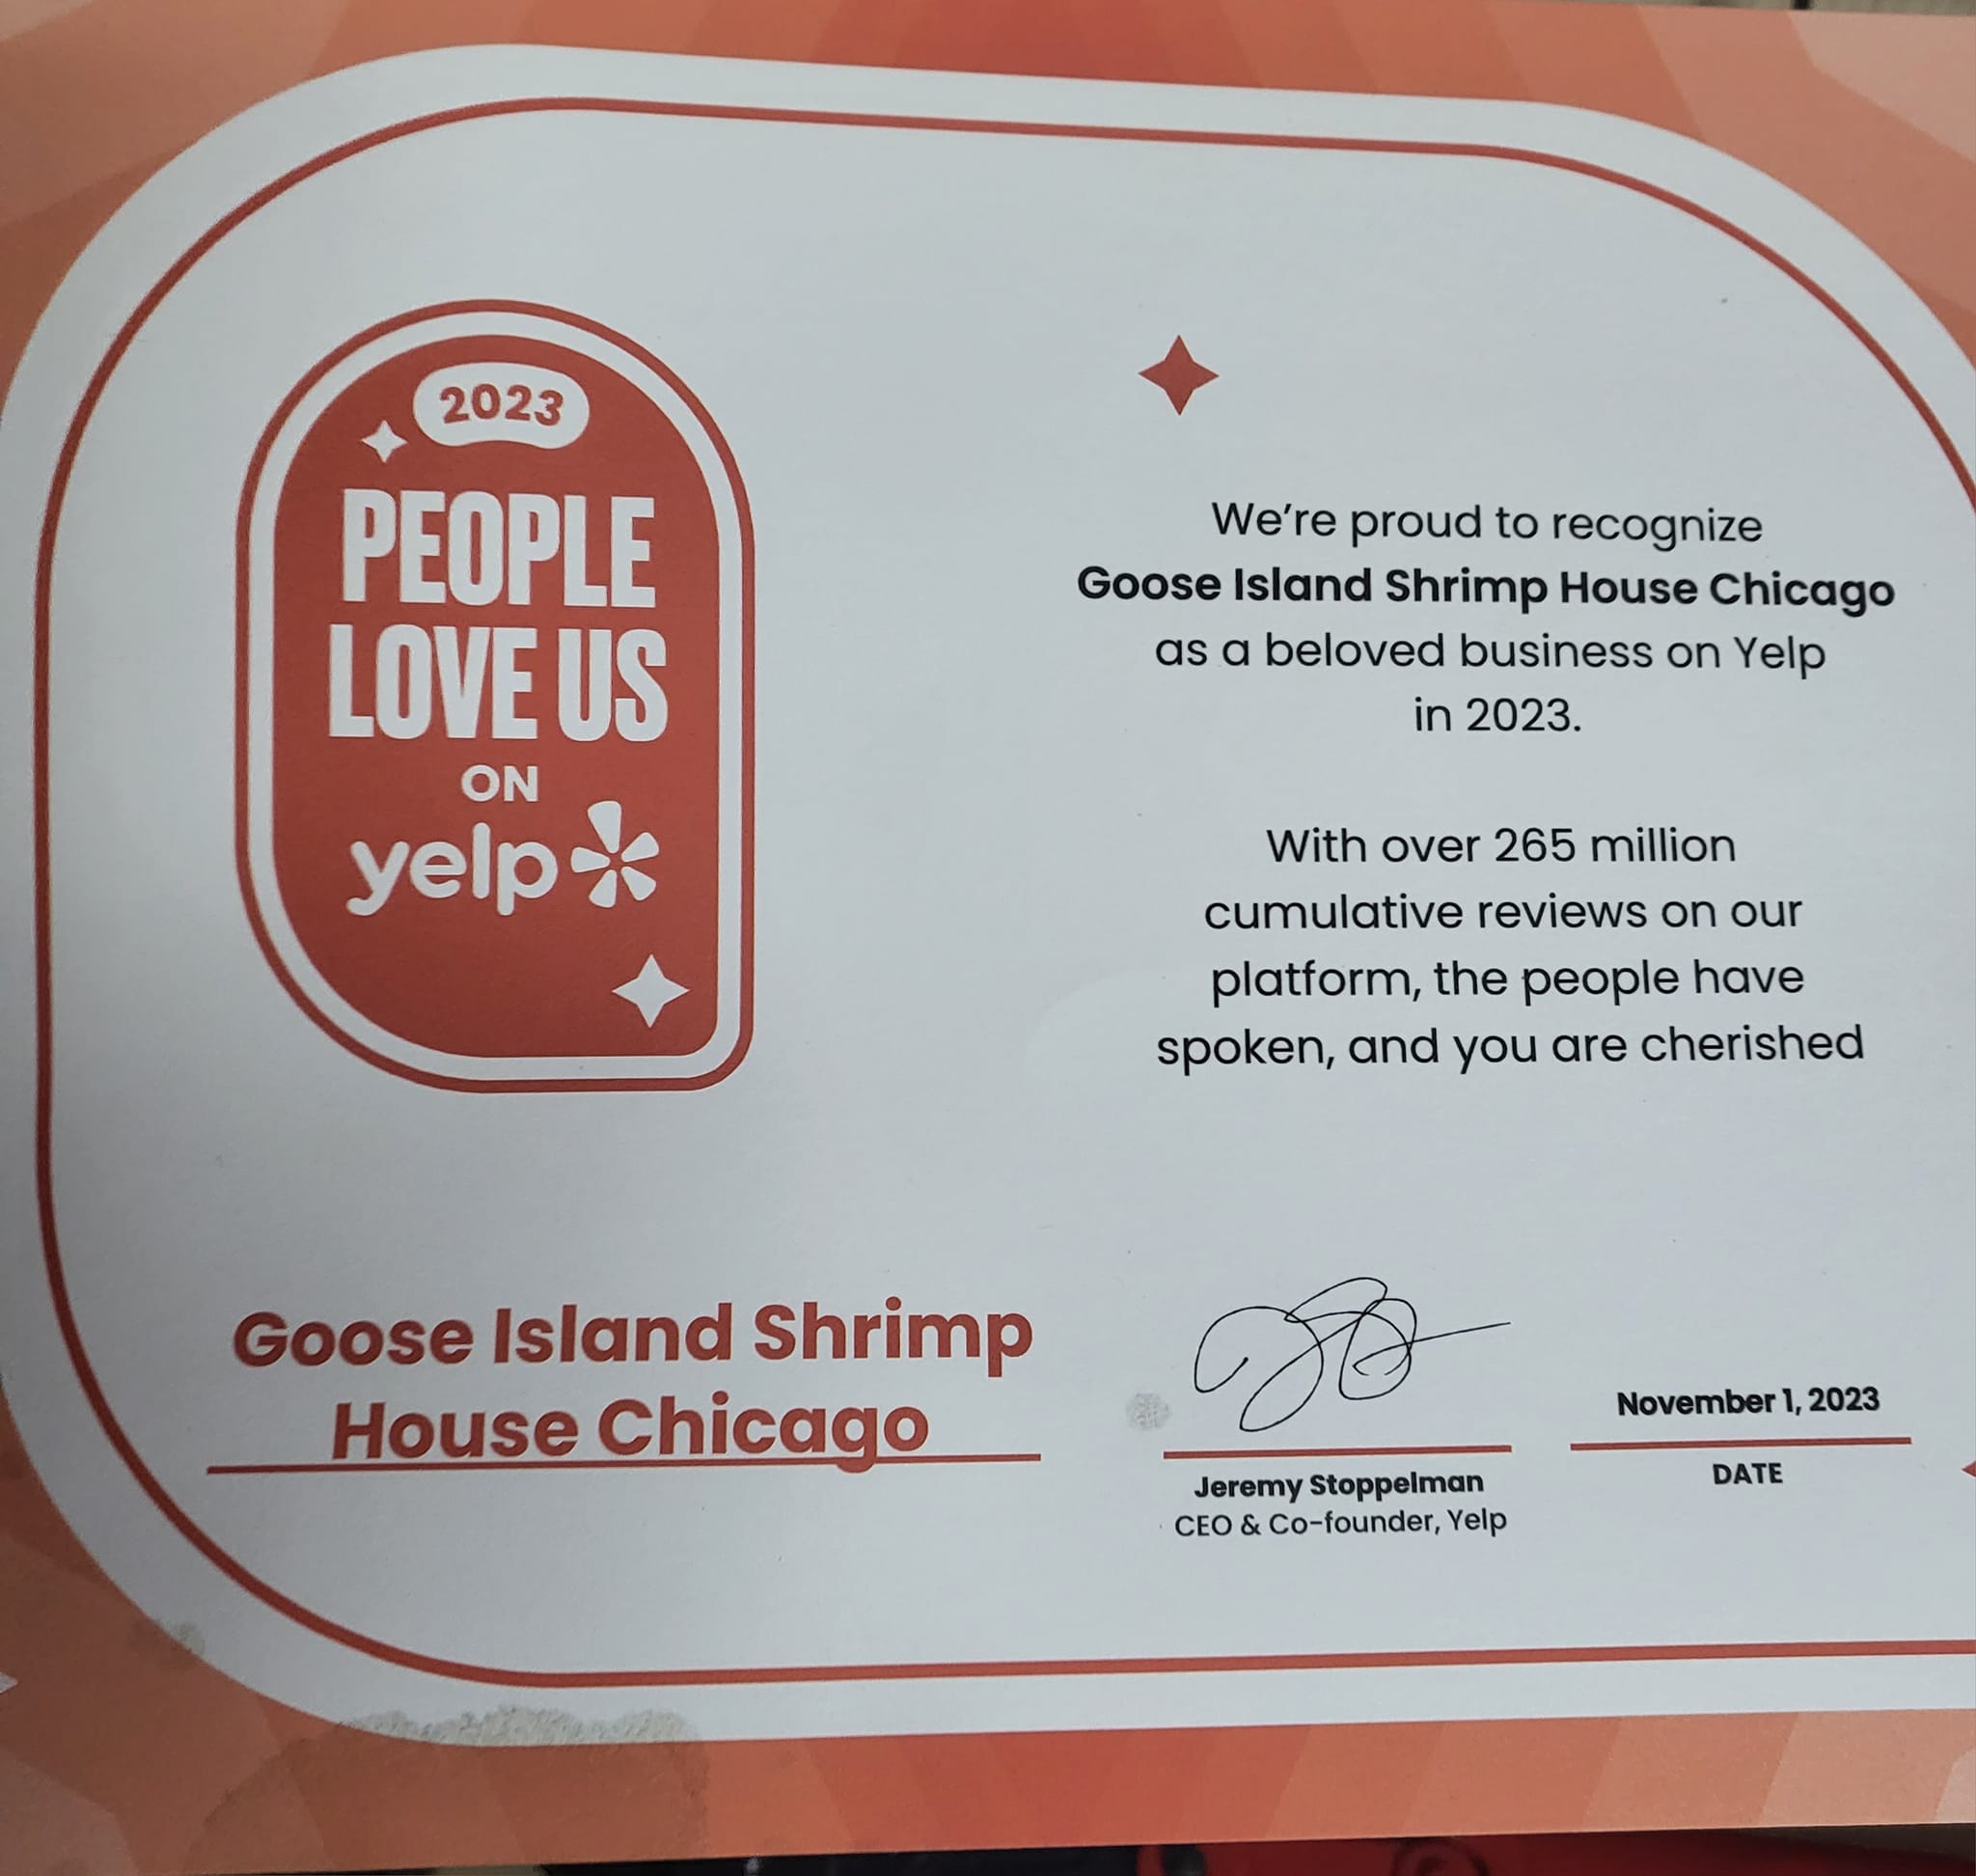 2023
PEOPLE
LOVE US
ON
yelp
We're proud to recognize
Goose Island Shrimp House Chicago
as a beloved business on Yelp
in 2023.
With over 265 million
cumulative reviews on our
platform, the people have
spoken, and you are cherished
Goose Island Shrimp
House Chicago
Jeremy Stoppelman
CEO & Co-founder, Yelp
November 1, 2023
DATE